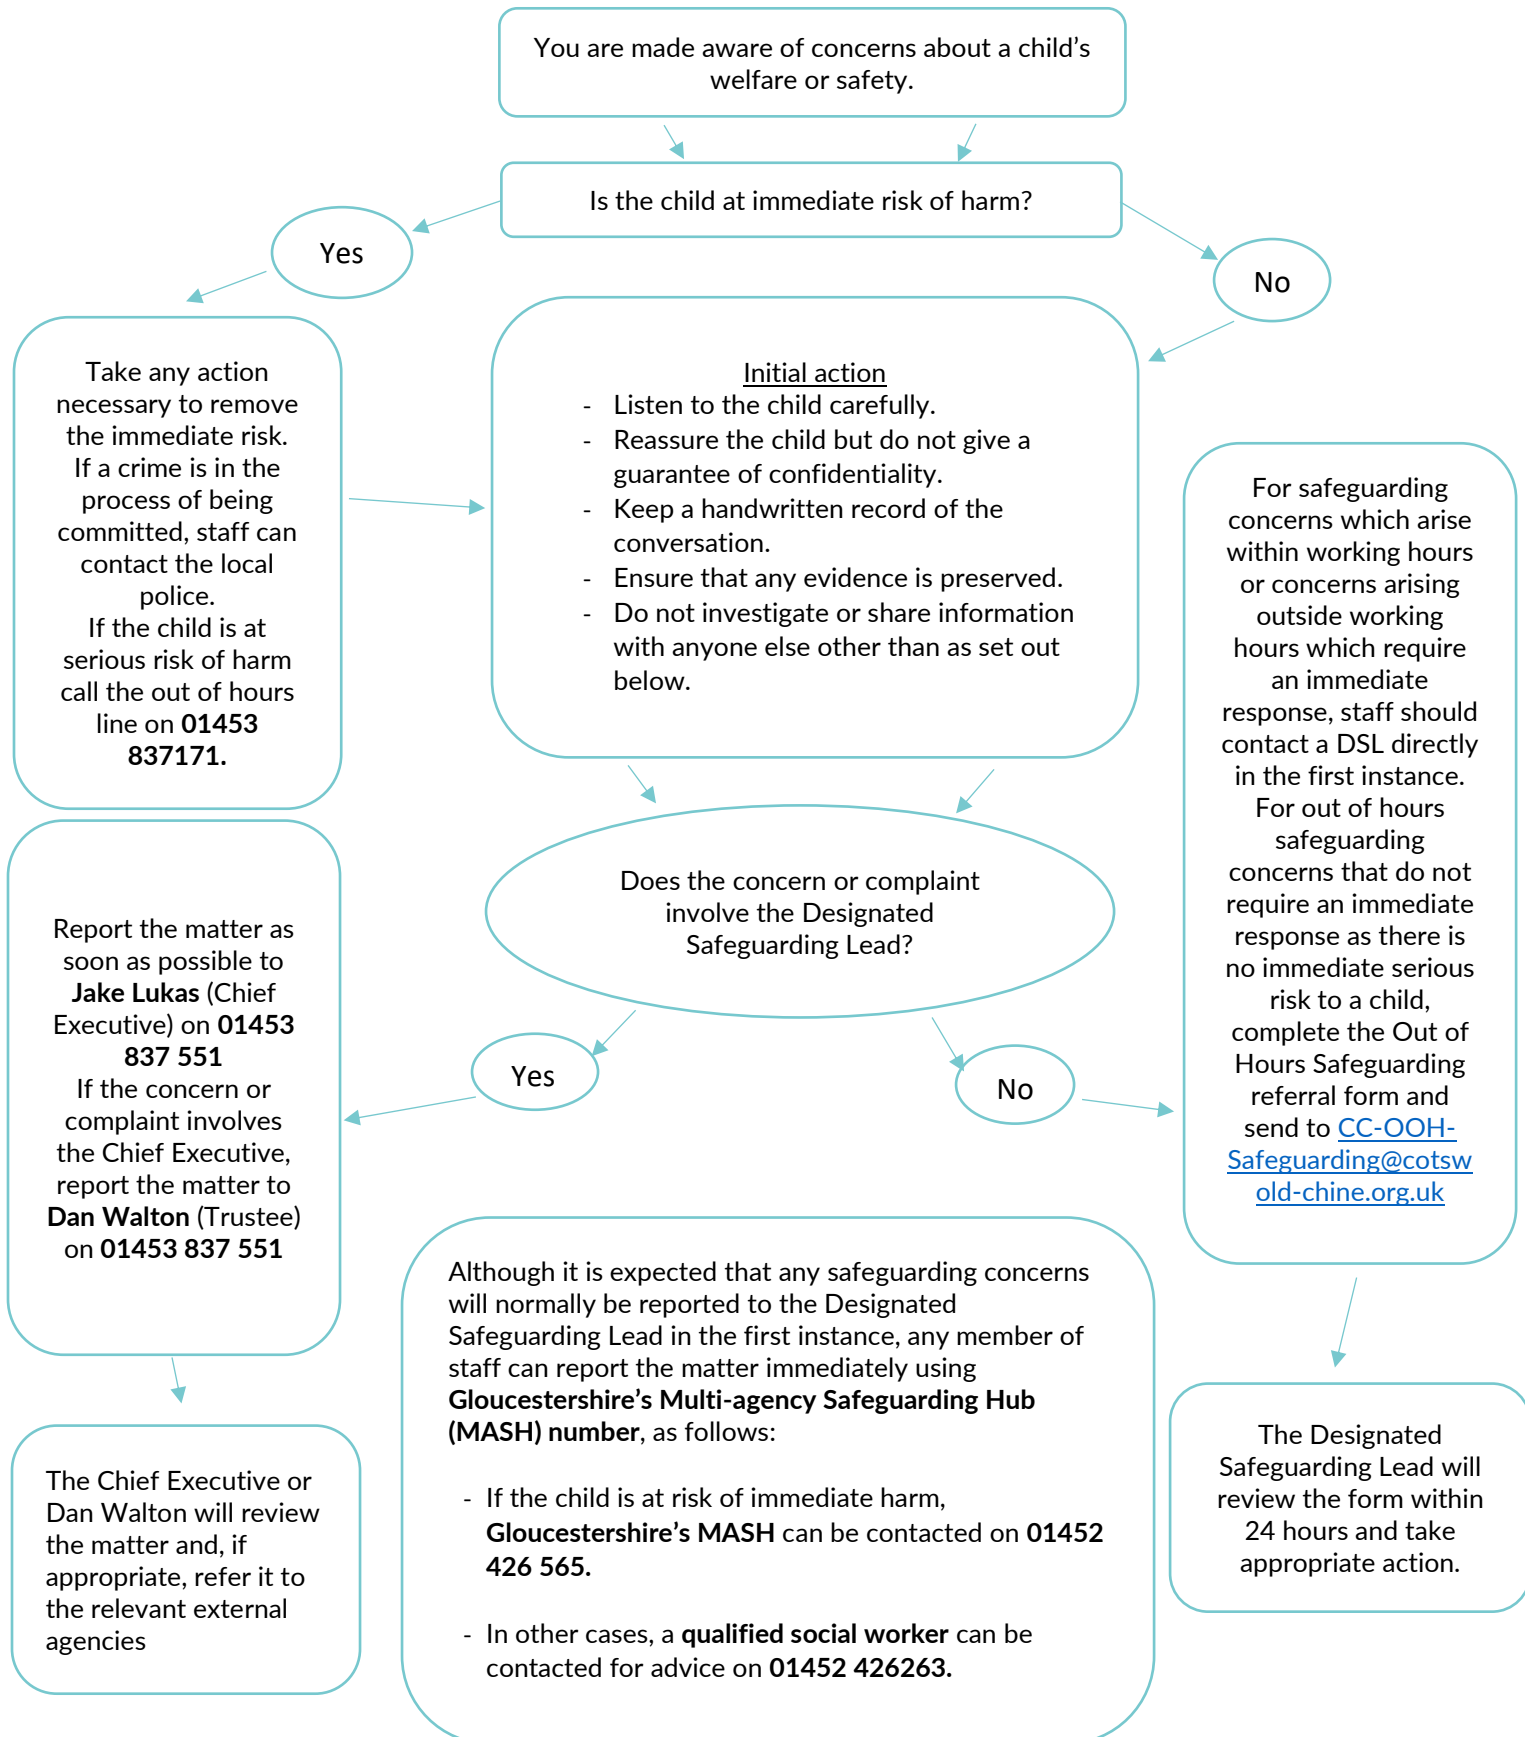 You are made aware of concerns about a child’s
welfare or safety.
Is the child at immediate risk of harm?
Yes
No
Take any action
necessary to remove
the immediate risk.
If a crime is in the
process of being
committed, staff can
contact the local
police.
If the child is at
serious risk of harm
call the out of hours
line on 01453
837171.
Initial action
- Listen to the child carefully.
- Reassure the child but do not give a
guarantee of confidentiality.
- Keep a handwritten record of the
conversation.
- Ensure that any evidence is preserved.
- Do not investigate or share information
with anyone else other than as set out
below.
For safeguarding
concerns which arise
within working hours
or concerns arising
outside working
hours which require
an immediate
response, staff should
contact a DSL directly
in the first instance.
For out of hours
safeguarding
concerns that do not
require an immediate
response as there is
no immediate serious
risk to a child,
complete the Out of
Hours Safeguarding
referral form and
send to CC-OOH-
Safeguarding@cotsw
old-chine.org.uk
Does the concern or complaint
involve the Designated
Safeguarding Lead?
Yes
No
Report the matter as
soon as possible to
Jake Lukas (Chief
Executive) on 01453
837 551
If the concern or
complaint involves
the Chief Executive,
report the matter to
Dan Walton (Trustee)
on 01453 837 551
Although it is expected that any safeguarding concerns
will normally be reported to the Designated
Safeguarding Lead in the first instance, any member of
staff can report the matter immediately using
Gloucestershire’s Multi-agency Safeguarding Hub
(MASH) number, as follows:
- If the child is at risk of immediate harm,
Gloucestershire’s MASH can be contacted on 01452
426 565.
- In other cases, a qualified social worker can be
contacted for advice on 01452 426263.
The Chief Executive or
Dan Walton will review
the matter and, if
appropriate, refer it to
the relevant external
agencies
The Designated
Safeguarding Lead will
review the form within
24 hours and take
appropriate action.